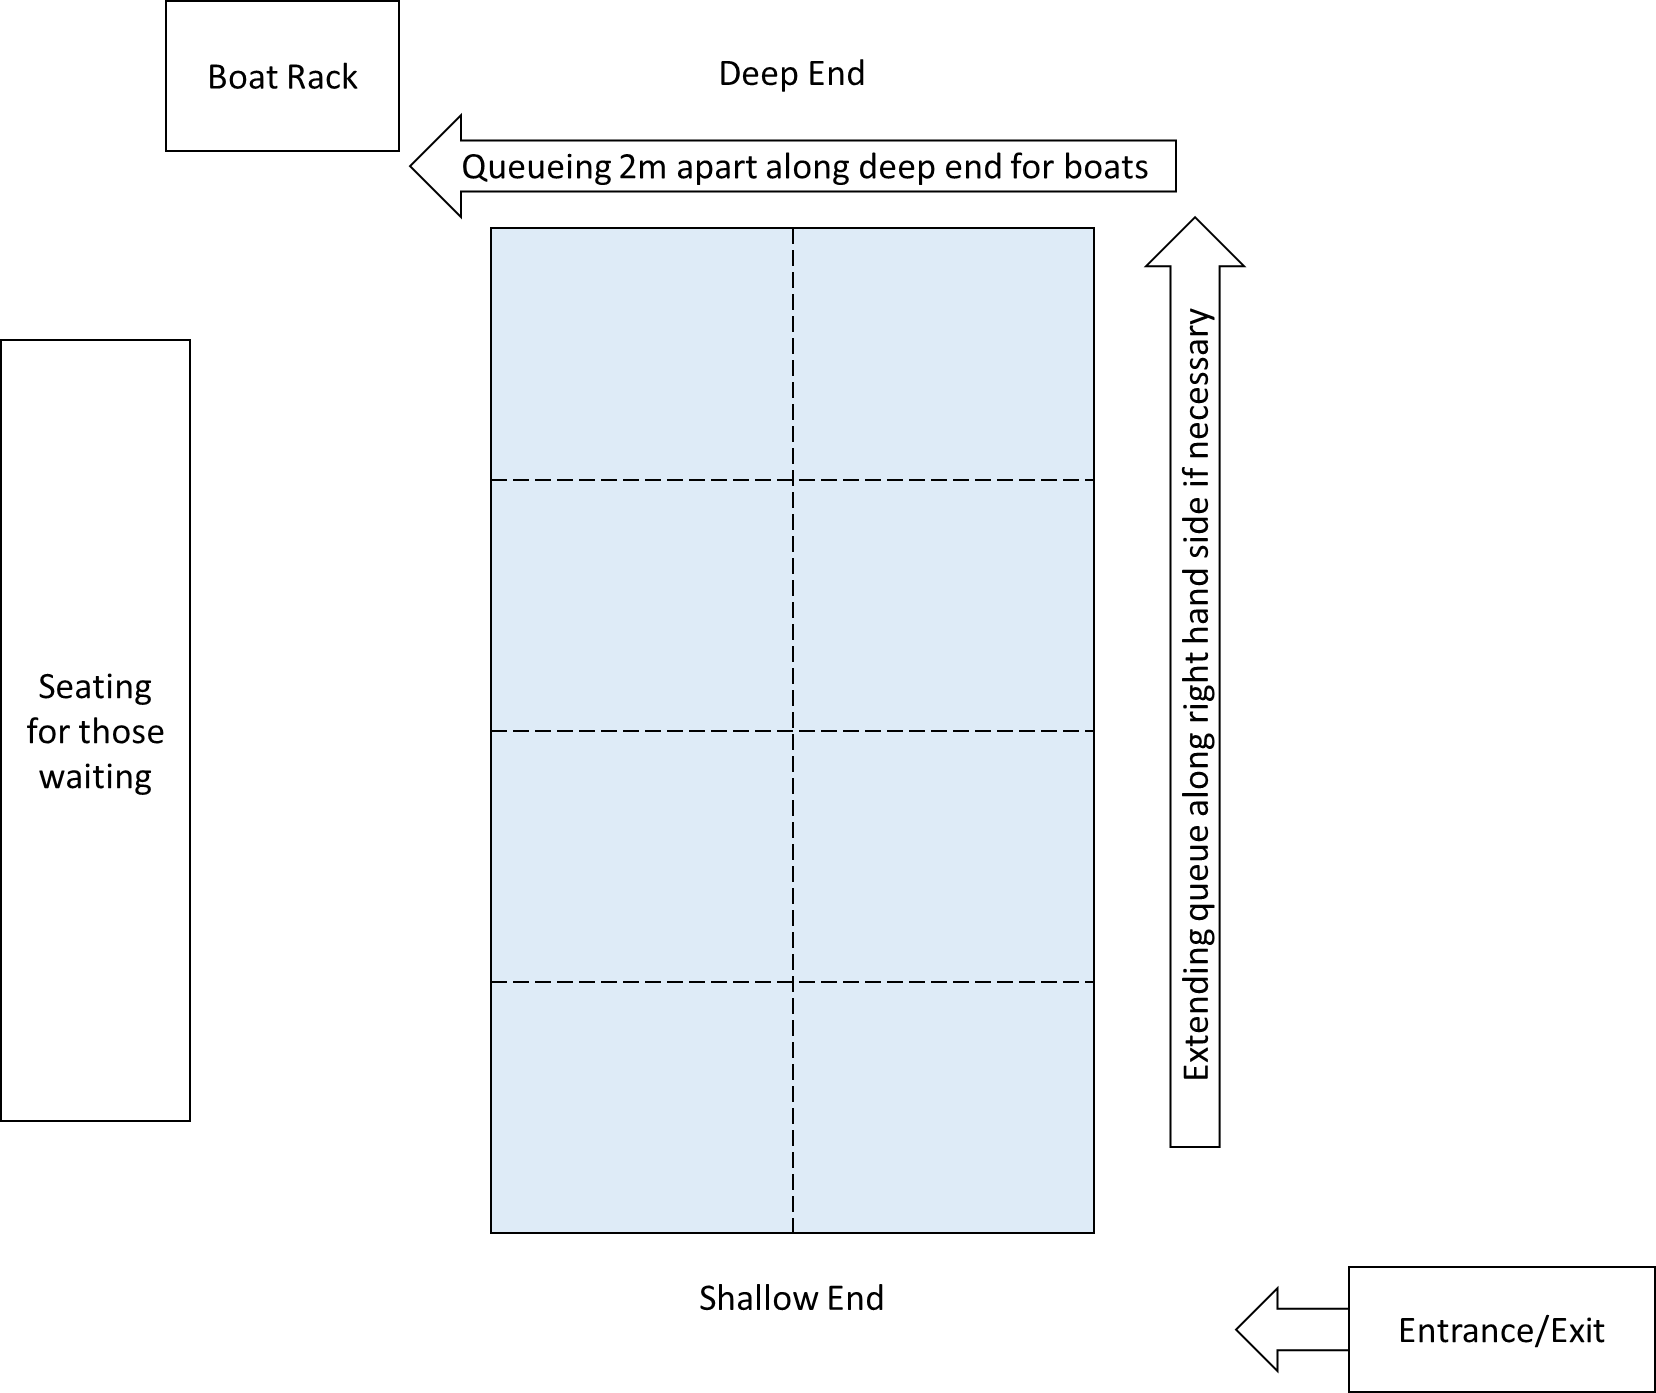 Boat Rack
Deep End
Queueing 2m apart along deep end for boats
Extending queue along right hand side if necessary
Seating
for those
waiting
Shallow End
Entrance/Exit